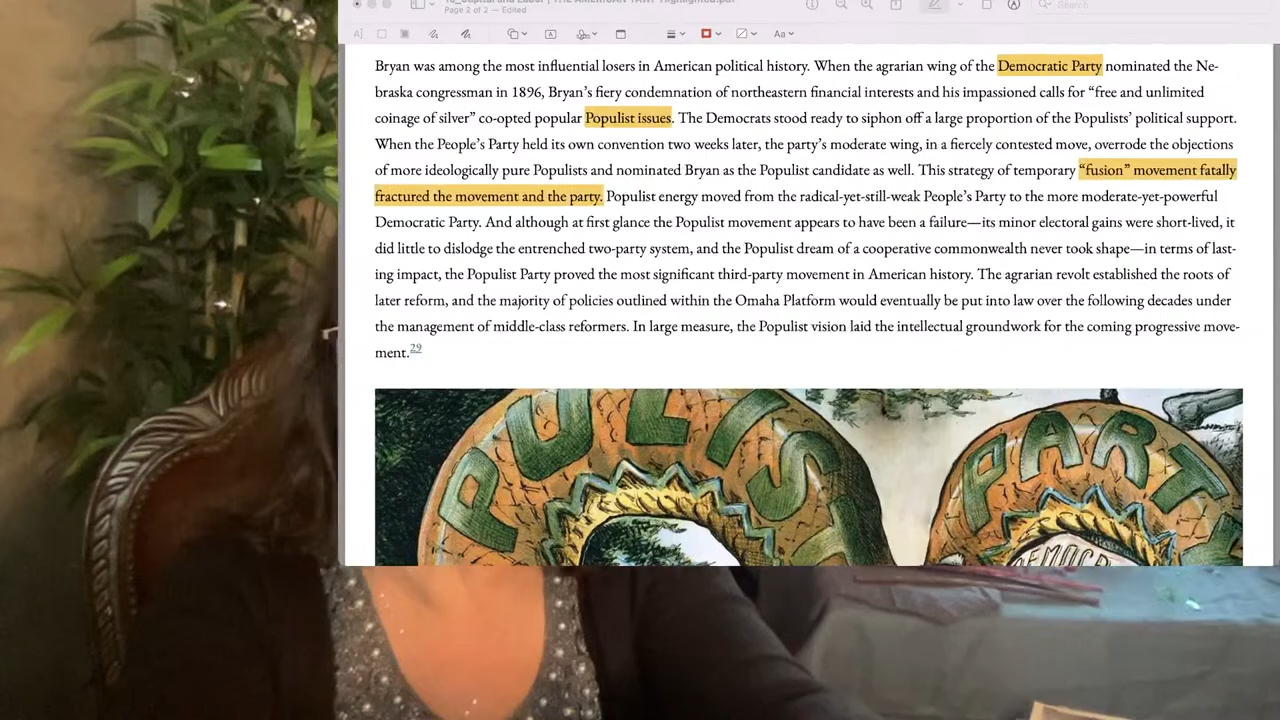 Page 2 of 2 — Edited
Search
Aa
Bryan was among the most influential losers in American political history. When the agrarian wing of the Democratic Party nominated the Ne-
braska congressman in 1896, Bryan’s fiery condemnation of northeastern financial interests and his impassioned calls for “free and unlimited
coinage of silver” co-opted popular Populist issues. The Democrats stood ready to siphon off a large proportion of the Populists’ political support.
When the People’s Party held its own convention two weeks later, the party’s moderate wing, in a fiercely contested move, overrode the objections
of more ideologically pure Populists and nominated Bryan as the Populist candidate as well. This strategy of temporary “fusion” movement fatally
fractured the movement and the party. Populist energy moved from the radical-yet-still-weak People’s Party to the more moderate-yet-powerful
Democratic Party. And although at first glance the Populist movement appears to have been a failure—its minor electoral gains were short-lived, it
did little to dislodge the entrenched two-party system, and the Populist dream of a cooperative commonwealth never took shape—in terms of last-
ing impact, the Populist Party proved the most significant third-party movement in American history. The agrarian revolt established the roots of
later reform, and the majority of policies outlined within the Omaha Platform would eventually be put into law over the following decades under
the management of middle-class reformers. In large measure, the Populist vision laid the intellectual groundwork for the coming progressive move-
ment.29
POPULIST PARTY